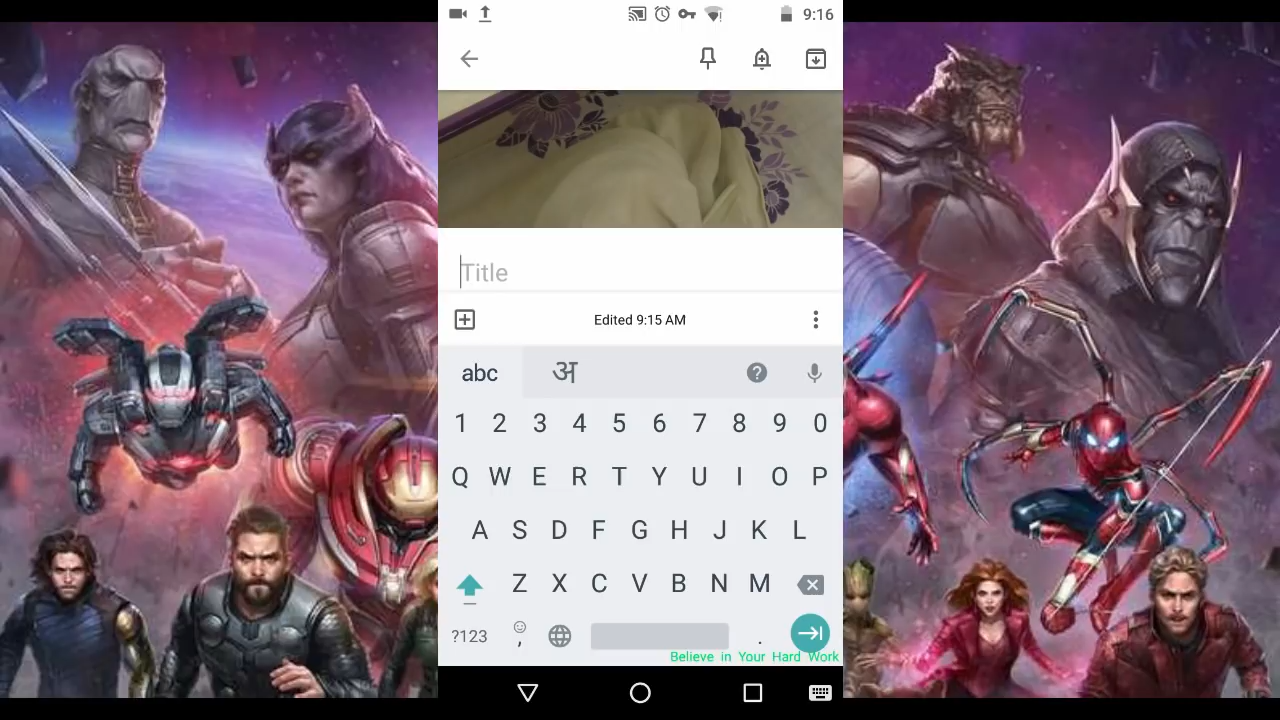 9:16
Title
Edited 9:15 AM
abc अ ?
1 2 3 4 5 6 7 8 9 0
Q W E R T Y U I O P
A S D F G H J K L
Z X C V B N M
?123 , .
Believe in Your Hard Work